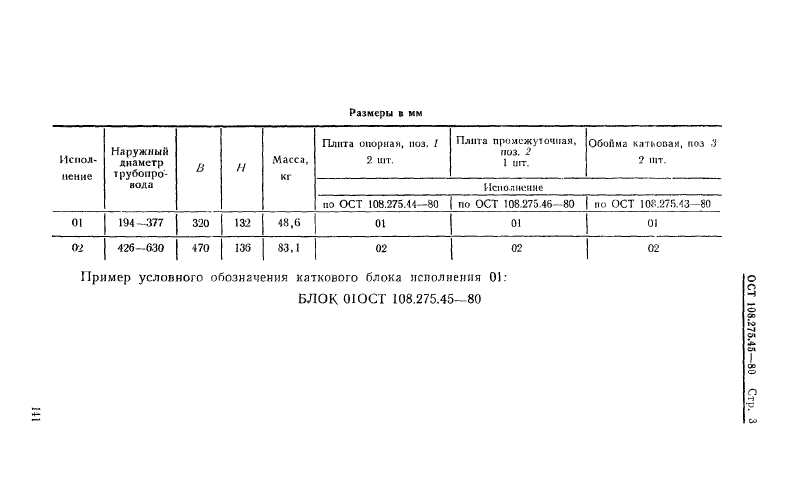 Размеры в мм
Испол-
нение
Наружный
диаметр
трубопро-
вода
B
H
Масса,
кг
Плита опорная, поз. 1
2 шт.
Плита промежуточная,
поз. 2
1 шт.
Обойма катковая, поз 3
2 шт.
Исполнение
по ОСТ 108.275.44—80
по ОСТ 108.275.46—80
по ОСТ 108.275.43—80
01 194—377 320 132 48,6 01 01 01
02 426—630 470 136 83,1 02 02 02
Пример условного обозначения каткового блока исполнения 01:
БЛОК 01ОСТ 108.275.45—80
ОСТ 108.275.45—80 Стр. 3
141